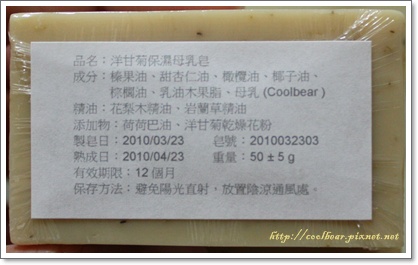 品名：洋甘菊保濕母乳皂
成分：榛果油、甜杏仁油、橄欖油、椰子油、
棕櫚油、乳油木果脂、母乳 (Coolbear )
精油：花梨木精油、岩蘭草精油
添加物：荷荷巴油、洋甘菊乾燥花粉
製皂日：2010/03/23 皂號：2010032303
熟成日：2010/04/23 重量：50 ± 5 g
有效期限：12 個月
保存方法：避免陽光直射，放置陰涼通風處。
http://coolbear.pixnet.net